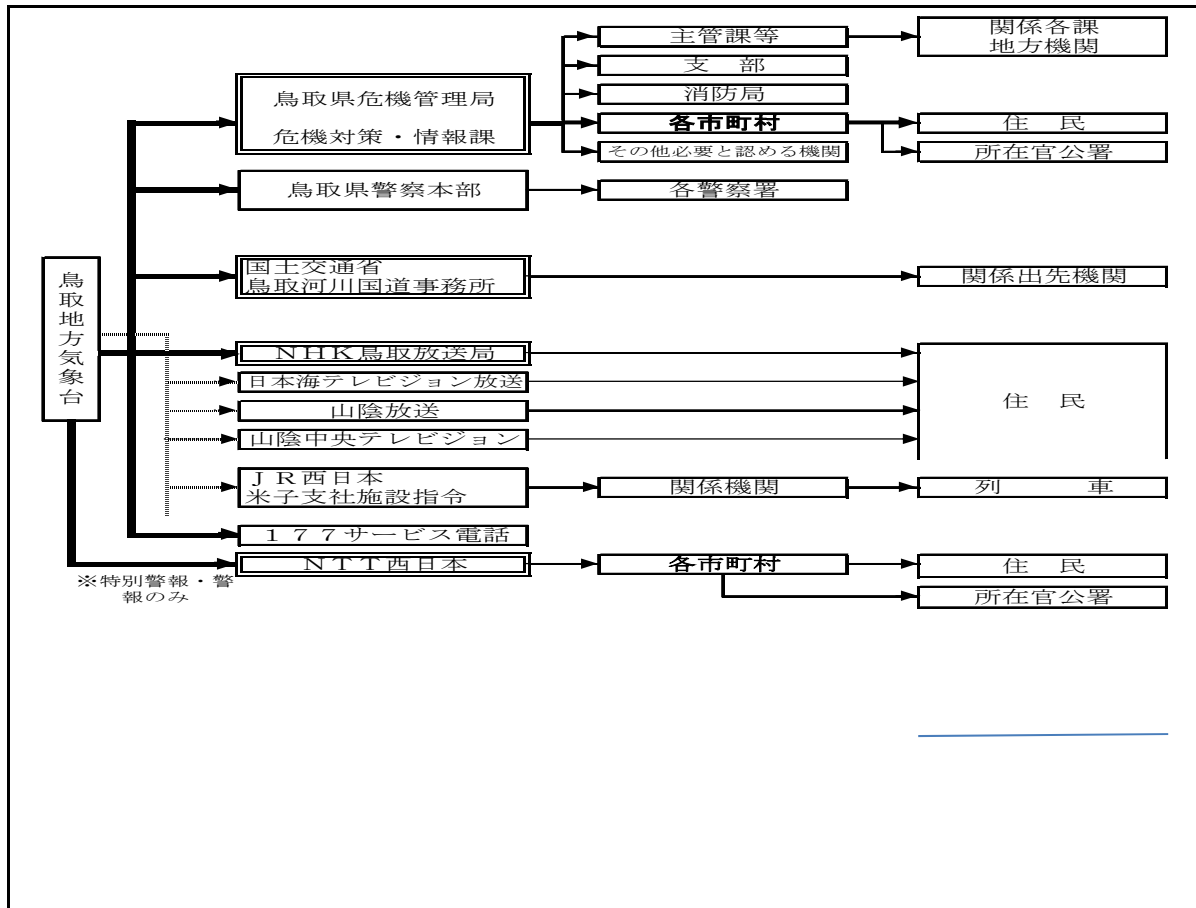 主管課等
関係各課
地方機関
支　部
鳥取県危機管理局
危機対策・情報課
消防局
各市町村
住　民
その他必要と認める機関
所在官公署
鳥取県警察本部
各警察署
鳥取地方気象台
国土交通省
鳥取河川国道事務所
関係出先機関
ＮＨＫ鳥取放送局
日本海テレビジョン放送
山陰放送
山陰中央テレビジョン
住　民
ＪＲ西日本
米子支社施設指令
関係機関
列　　車
１７７サービス電話
ＮＴＴ西日本
各市町村
住　民
※特別警報・警
報のみ
所在官公署